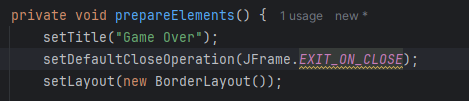 private void prepareElements() { 1 usage new *
setTitle("Game Over");
setDefaultCloseOperation(JFrame.EXIT_ON_CLOSE);
setLayout(new BorderLayout());